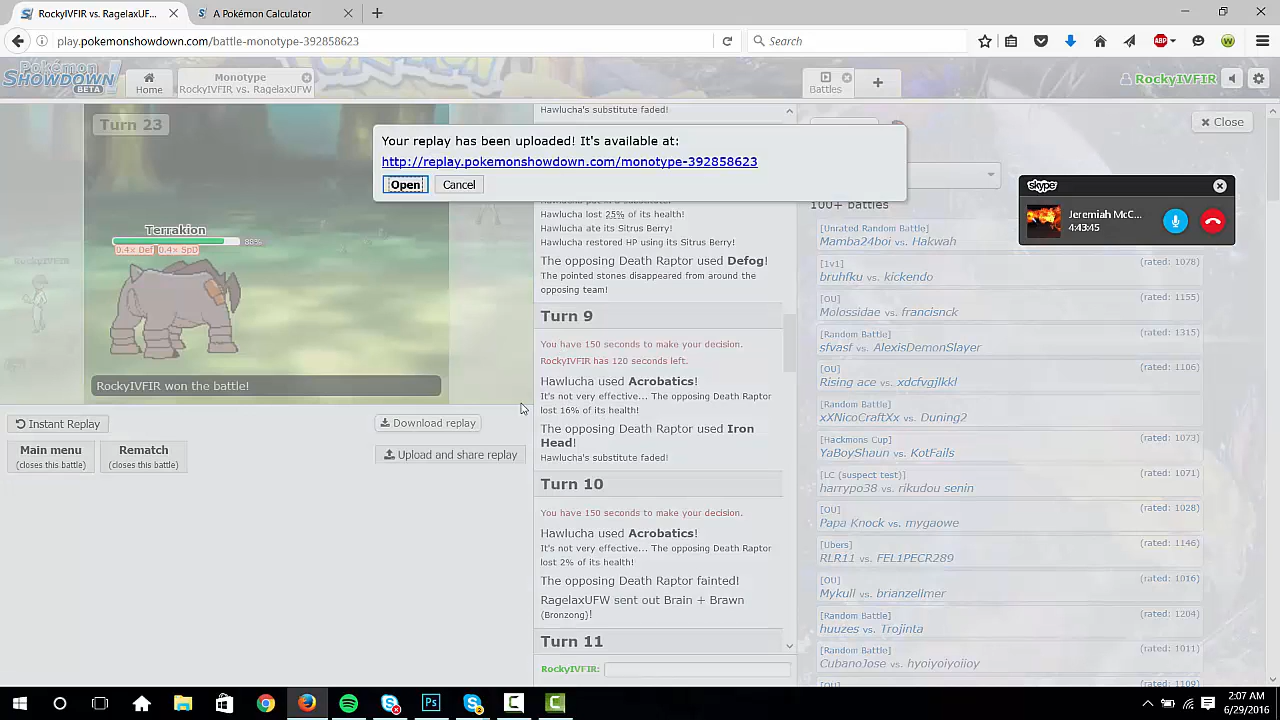 RockyIVFIR vs. RagelaxUF...
A Pokémon Calculator
play.pokemonshowdown.com/battle-monotype-392858623
Search
ABP
W
Pokémon
SHOWDOWN!
BETA
Home
Monotype
RockyIVFIR vs. RagelaxUFW
Battles
RockyIVFIR
Turn 23
Hawlucha's substitute faded!
Your replay has been uploaded! It's available at:
http://replay.pokemonshowdown.com/monotype-392858623
Open
Cancel
Close
skype
Jeremiah McC...
4:43:45
Terrakion
88%
0.4× Def
0.4× SpD
RockyIVFIR
RockyIVFIR won the battle!
Instant Replay
Download replay
Main menu
(closes this battle)
Rematch
(closes this battle)
Upload and share replay
Hawlucha lost 25% of its health!
Hawlucha ate its Sitrus Berry!
Hawlucha restored HP using its Sitrus Berry!
The opposing Death Raptor used Defog!
The pointed stones disappeared from around the
opposing team!
Turn 9
You have 150 seconds to make your decision.
RockyIVFIR has 120 seconds left.
Hawlucha used Acrobatics!
It's not very effective... The opposing Death Raptor
lost 16% of its health!
The opposing Death Raptor used Iron
Head!
Hawlucha's substitute faded!
Turn 10
You have 150 seconds to make your decision.
Hawlucha used Acrobatics!
It's not very effective... The opposing Death Raptor
lost 2% of its health!
The opposing Death Raptor fainted!
RagelaxUFW sent out Brain + Brawn
(Bronzong)!
Turn 11
RockyIVFIR:
100+ battles
[Unrated Random Battle]
Mamba24boi vs. Hakwah
[1v1]
(rated: 1078)
bruhfku vs. kickendo
[OU]
(rated: 1155)
Molossidae vs. francisnck
[Random Battle]
(rated: 1315)
sfvasf vs. AlexisDemonSlayer
[OU]
(rated: 1106)
Rising ace vs. xdcfvgjlkkl
[Random Battle]
xXNicoCraftXx vs. Duning2
[Hackmons Cup]
(rated: 1073)
YaBoyShaun vs. KotFails
[LC (suspect test)]
(rated: 1071)
harrypo38 vs. rikudou senin
[OU]
(rated: 1028)
Papa Knock vs. mygaowe
[Ubers]
(rated: 1146)
RLR11 vs. FEL1PECR289
[OU]
(rated: 1016)
Mykull vs. brianzellmer
[Random Battle]
(rated: 1204)
huuzes vs. Trojinta
[Random Battle]
(rated: 1011)
CubanoJose vs. hyoiyoiyoiioy
[OU]
(rated: 1109)
Ps
2:07 AM
6/29/2016